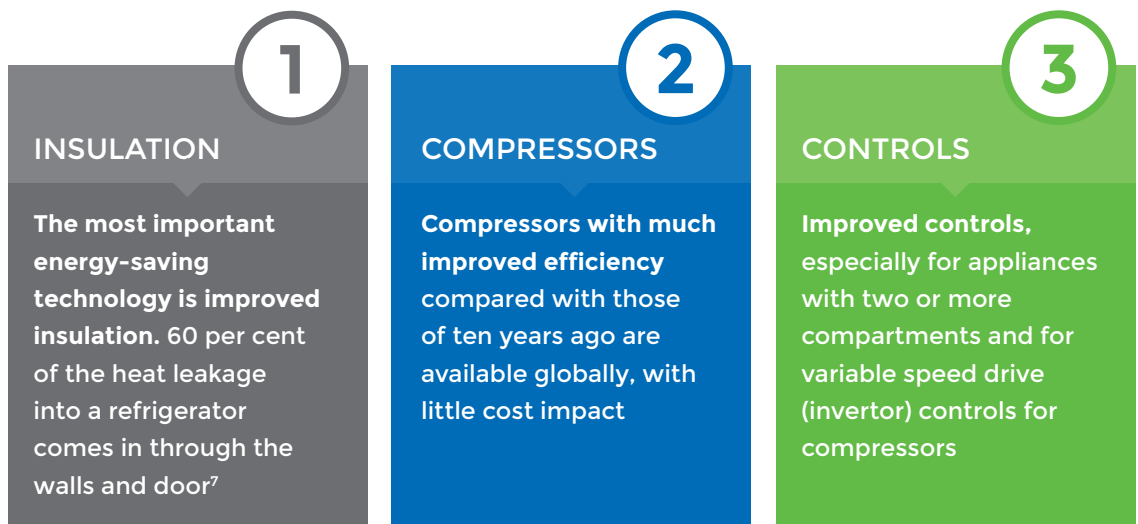 1
INSULATION
The most important
energy-saving
technology is improved
insulation. 60 per cent
of the heat leakage
into a refrigerator
comes in through the
walls and door⁷
2
COMPRESSORS
Compressors with much
improved efficiency
compared with those
of ten years ago are
available globally, with
little cost impact
3
CONTROLS
Improved controls,
especially for appliances
with two or more
compartments and for
variable speed drive
(invertor) controls for
compressors